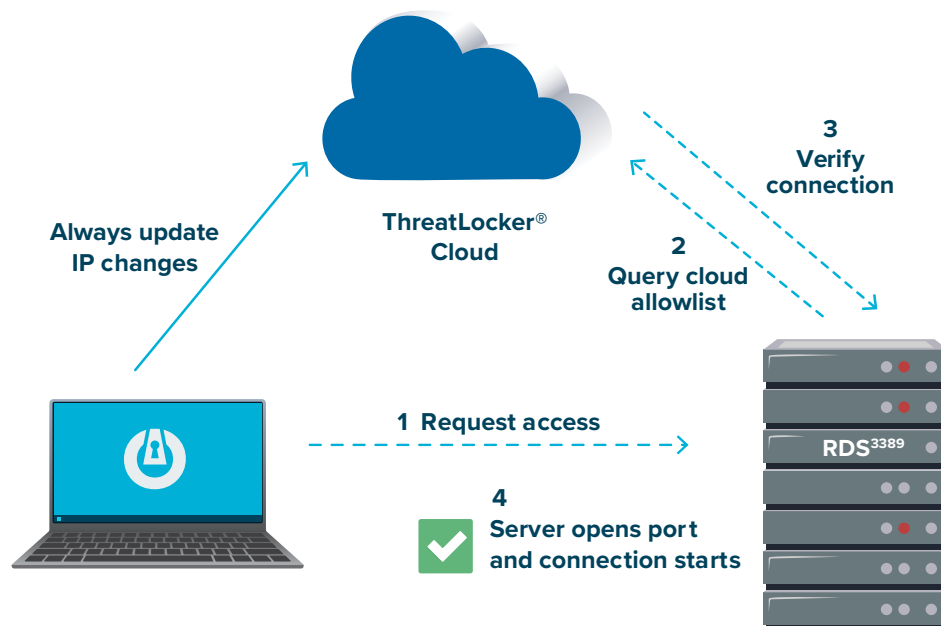 3
Verify
connection
ThreatLocker®
Cloud
Always update
IP changes
2
Query cloud
allowlist
1 Request access
RDS3389
4
Server opens port
and connection starts